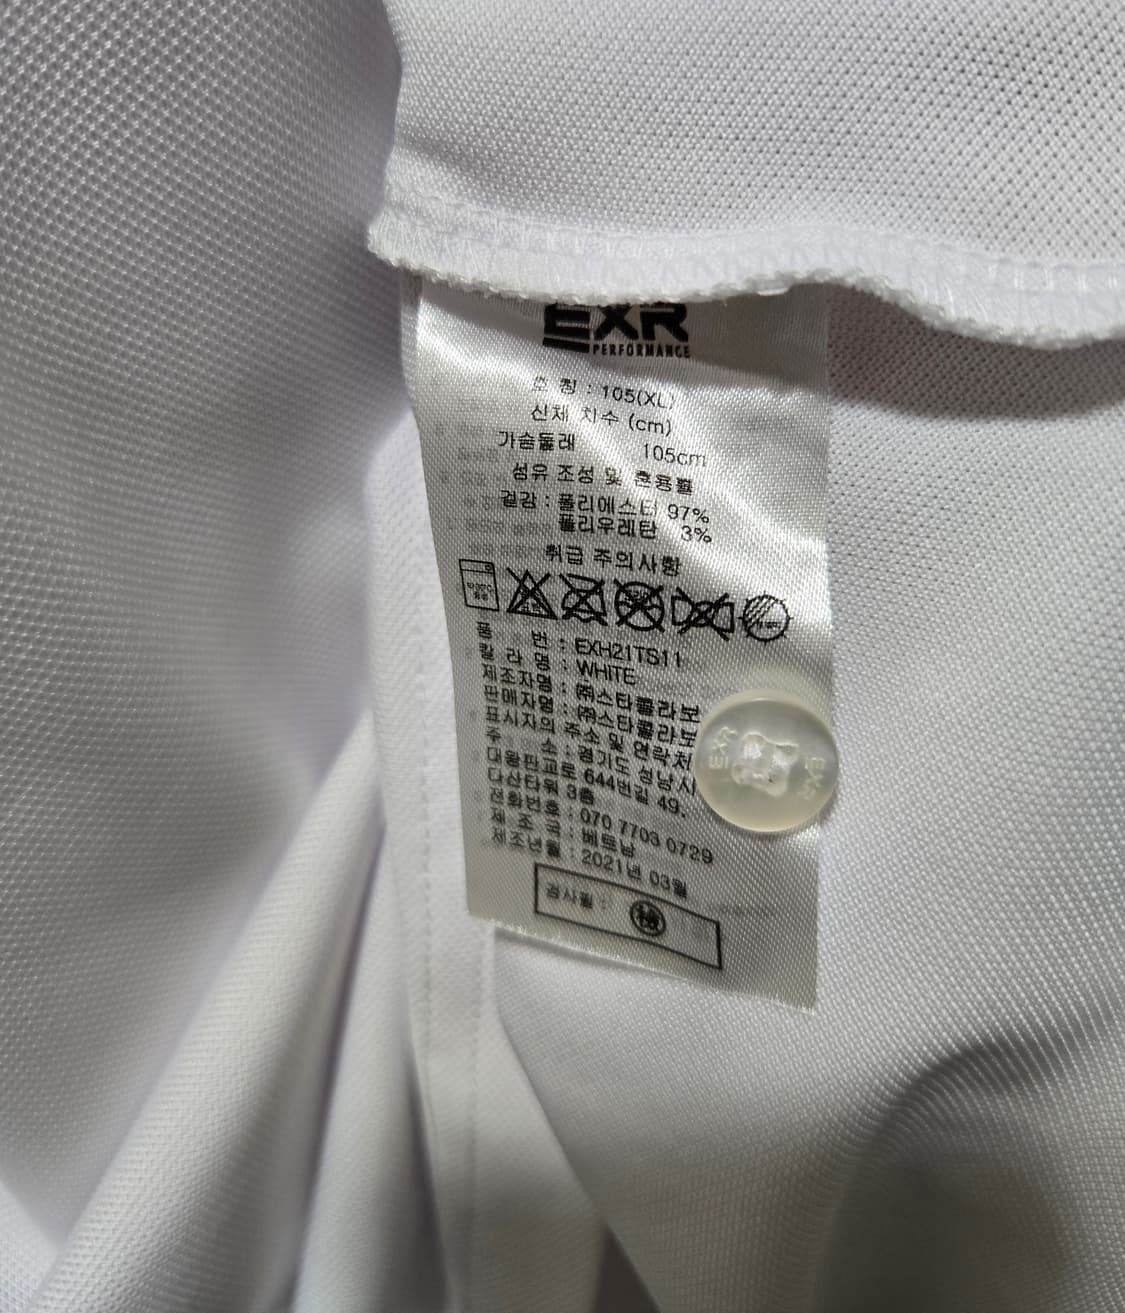 EXR
PERFORMANCE
호 칭 : 105(XL)
신체 치수 (cm)
가슴둘레 105cm
섬유 조성 및 혼용률
겉감 : 폴리에스터 97%
폴리우레탄 3%
취급 주의사항
품 번 : EXH21TS11
칼 라 명 : WHITE
제조자명 : ㈜스타콜라보
판매자명 : ㈜스타콜라보
표시자의 주소 및 연락처
주 소 : 경기도 성남시
대왕판교로 644번길 49,
다산타워 3층
전화번호 : 070 7703 0729
제 조 국 : 베트남
제조년월 : 2021년 03월
검사필 : 檢
EXR
EXR